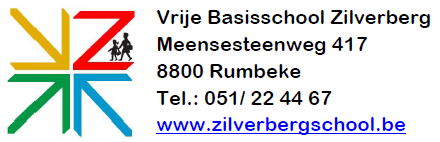 Vrije Basisschool Zilverberg
Meensesteenweg 417
8800 Rumbeke
Tel.: 051/ 22 44 67
www.zilverbergschool.be